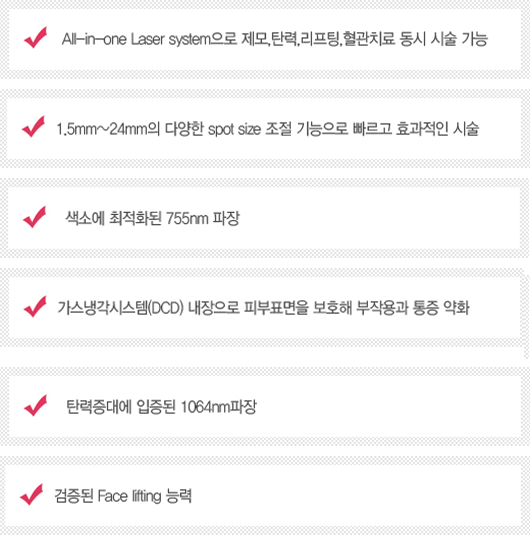 All-in-one Laser system으로 제모,탄력,리프팅,혈관치료 동시 시술 가능
1.5mm~24mm의 다양한 spot size 조절 기능으로 빠르고 효과적인 시술
색소에 최적화된 755nm 파장
가스냉각시스템(DCD) 내장으로 피부표면을 보호해 부작용과 통증 약화
탄력증대에 입증된 1064nm파장
검증된 Face lifting 능력